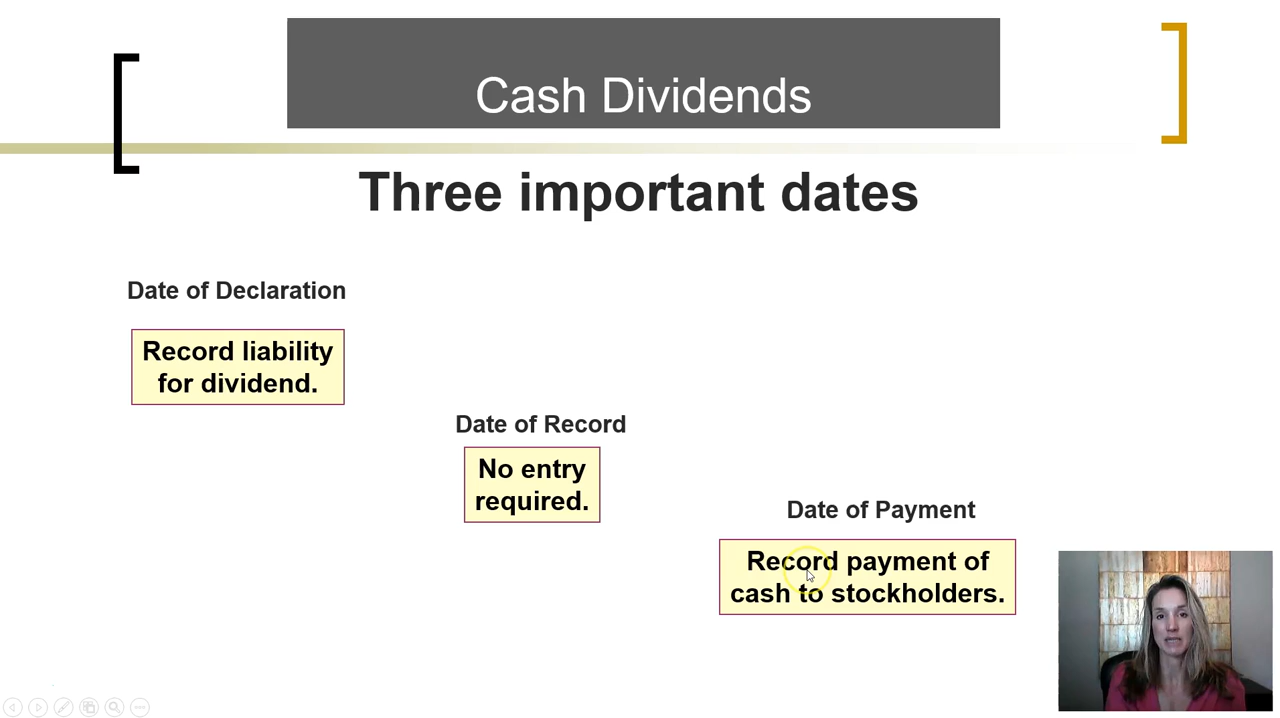 Cash Dividends
Three important dates
Date of Declaration
Record liability
for dividend.
Date of Record
No entry
required.
Date of Payment
Record payment of
cash to stockholders.